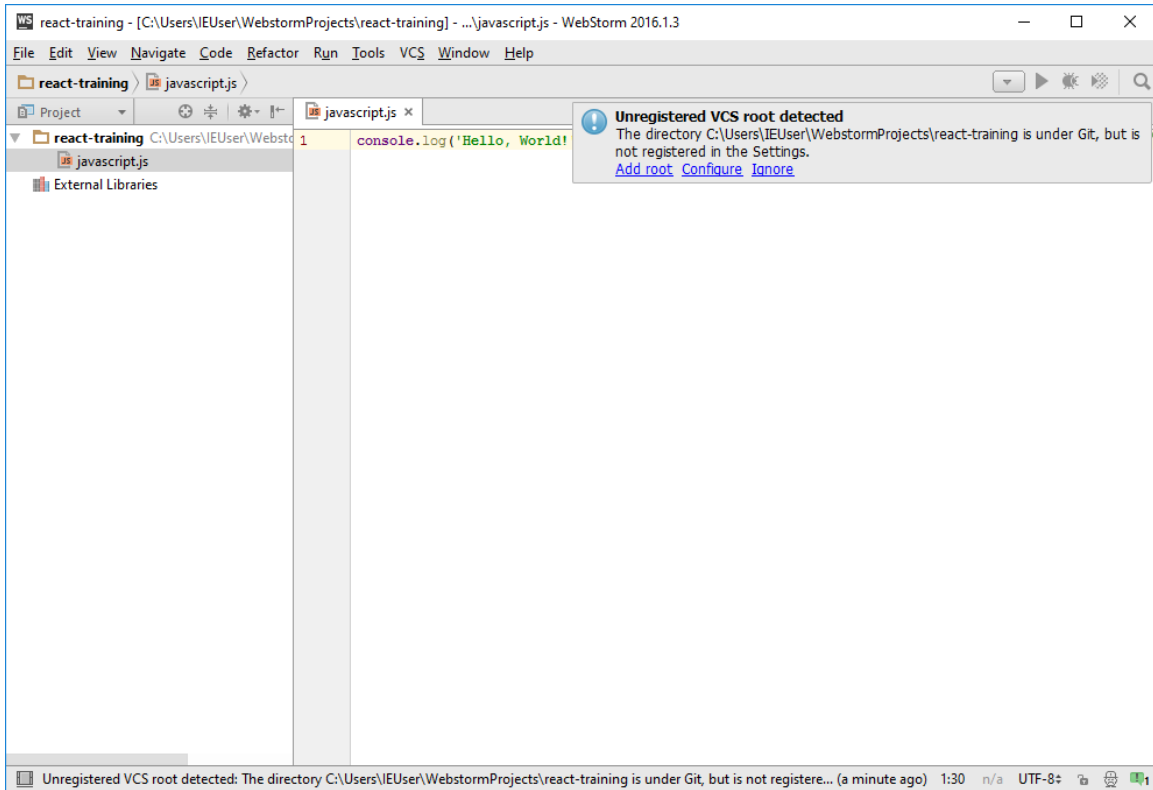 WS react-training - [C:\Users\IEUser\WebstormProjects\react-training] - ...\javascript.js - WebStorm 2016.1.3
File Edit View Navigate Code Refactor Run Tools VCS Window Help
react-training javascript.js
Project
javascript.js
Unregistered VCS root detected
The directory C:\Users\IEUser\WebstormProjects\react-training is under Git, but is
not registered in the Settings.
Add root Configure Ignore
react-training C:\Users\IEUser\Webstc
1 console.log('Hello, World!
JS javascript.js
External Libraries
Unregistered VCS root detected: The directory C:\Users\IEUser\WebstormProjects\react-training is under Git, but is not registere... (a minute ago) 1:30 n/a UTF-8 1